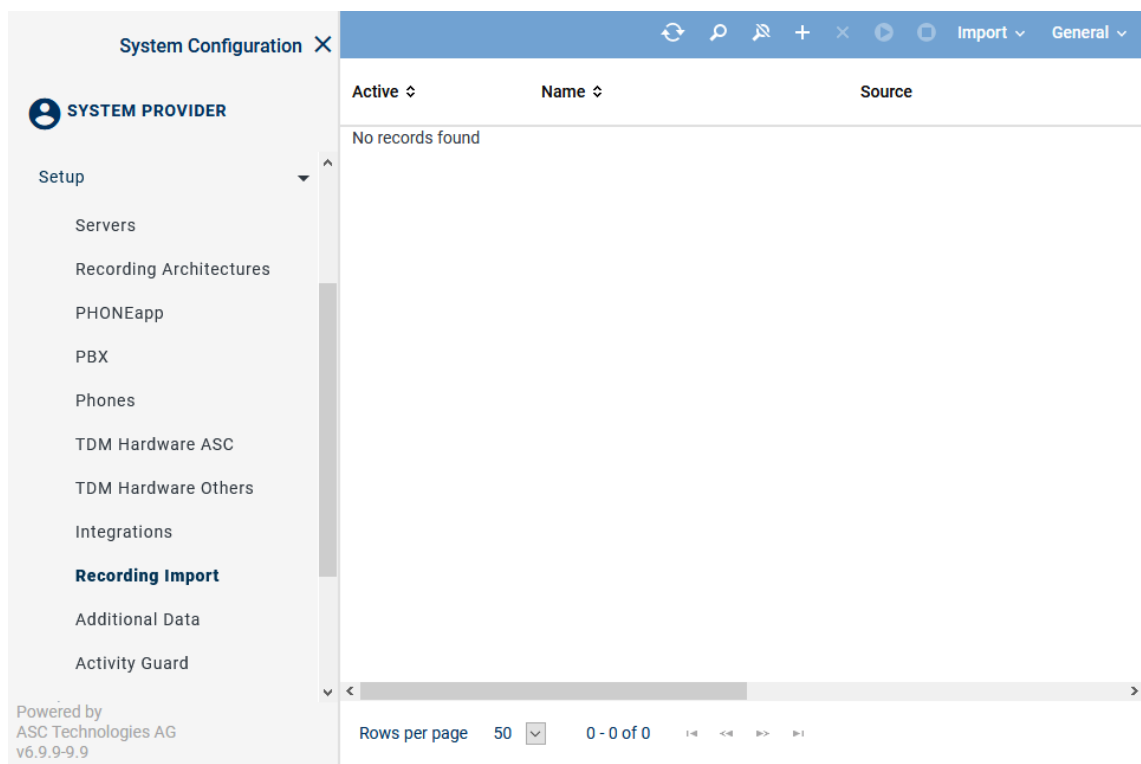 System Configuration
SYSTEM PROVIDER
Setup
Servers
Recording Architectures
PHONEapp
PBX
Phones
TDM Hardware ASC
TDM Hardware Others
Integrations
Recording Import
Additional Data
Activity Guard
Powered by
ASC Technologies AG
v6.9.9-9.9
Import General
Active Name Source
No records found
Rows per page 50 0 - 0 of 0